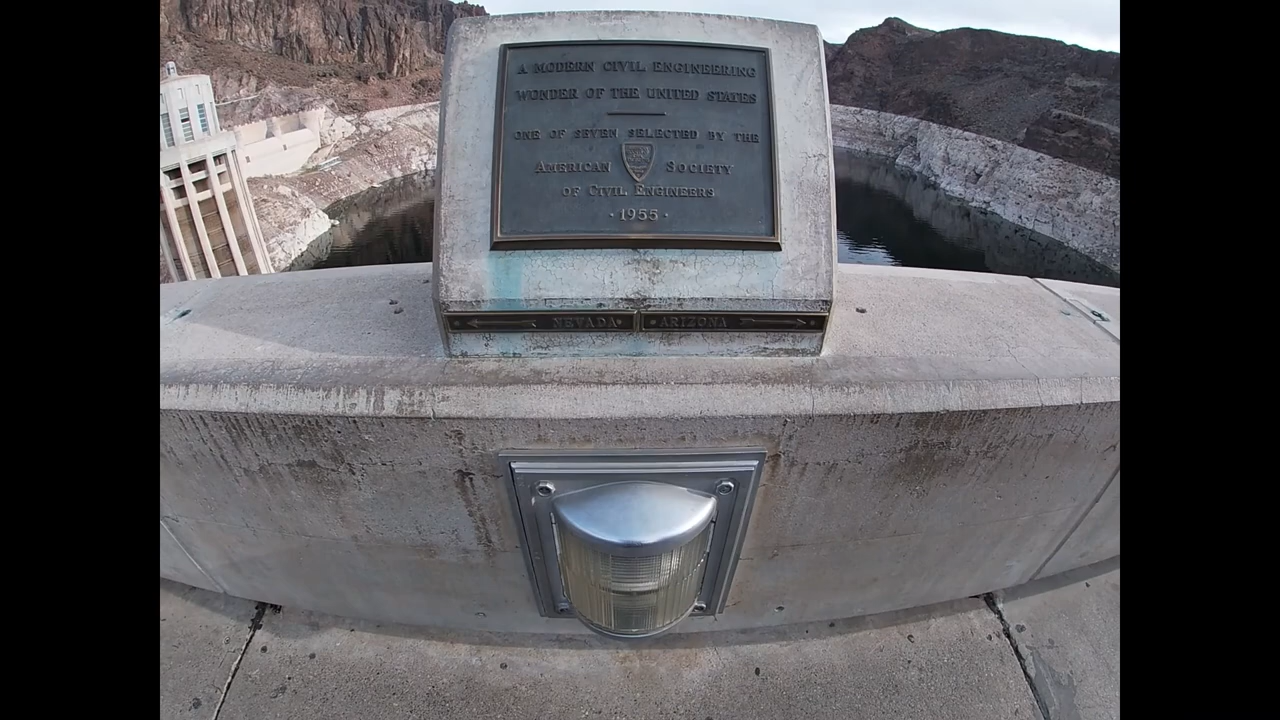 A MODERN CIVIL ENGINEERING
WONDER OF THE UNITED STATES
ONE OF SEVEN SELECTED BY THE
AMERICAN SOCIETY
OF CIVIL ENGINEERS
· 1955 ·
NEVADA
ARIZONA